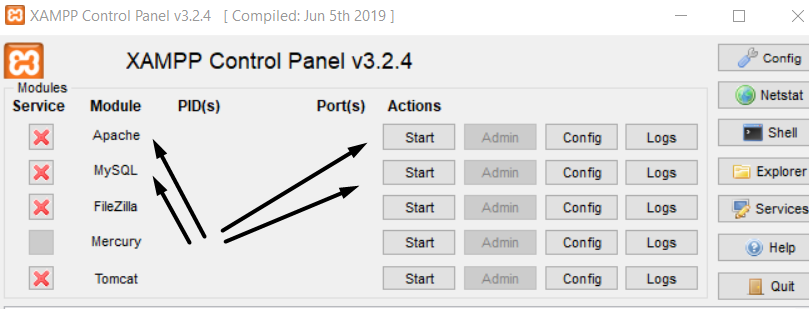 XAMPP Control Panel v3.2.4 [ Compiled: Jun 5th 2019 ]
XAMPP Control Panel v3.2.4
Config
Modules
Service Module PID(s) Port(s) Actions
Netstat
Apache Start Admin Config Logs
Shell
MySQL Start Admin Config Logs
Explorer
FileZilla Start Admin Config Logs
Services
Mercury Start Admin Config Logs
Help
Tomcat Start Admin Config Logs
Quit